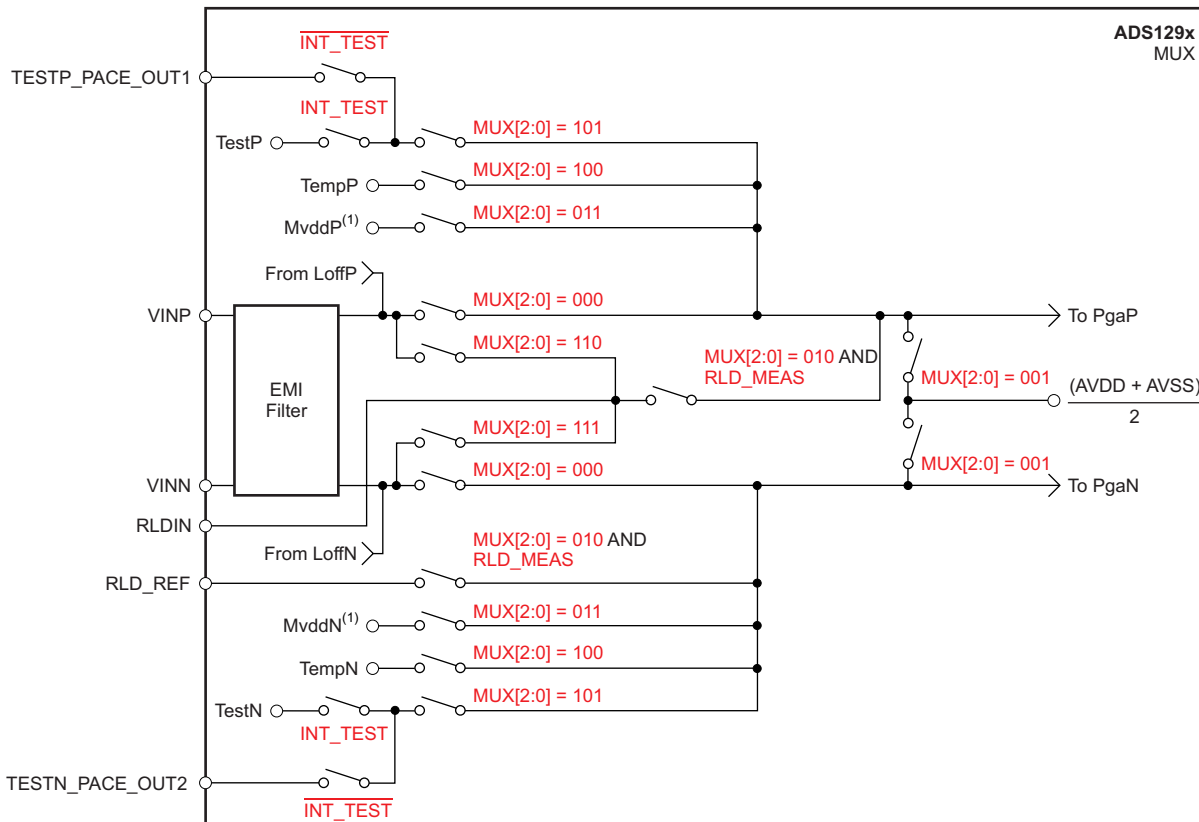 ADS129x
MUX
INT_TEST
TESTP_PACE_OUT1
INT_TEST
TestP
MUX[2:0] = 101
TempP
MUX[2:0] = 100
MvddP(1)
MUX[2:0] = 011
From LoffP
VINP
MUX[2:0] = 000
To PgaP
MUX[2:0] = 110
MUX[2:0] = 010 AND
RLD_MEAS
EMI
Filter
MUX[2:0] = 001
(AVDD + AVSS)
2
MUX[2:0] = 111
MUX[2:0] = 001
VINN
MUX[2:0] = 000
To PgaN
RLDIN
From LoffN
MUX[2:0] = 010 AND
RLD_MEAS
RLD_REF
MvddN(1)
MUX[2:0] = 011
TempN
MUX[2:0] = 100
TestN
MUX[2:0] = 101
INT_TEST
TESTN_PACE_OUT2
INT_TEST